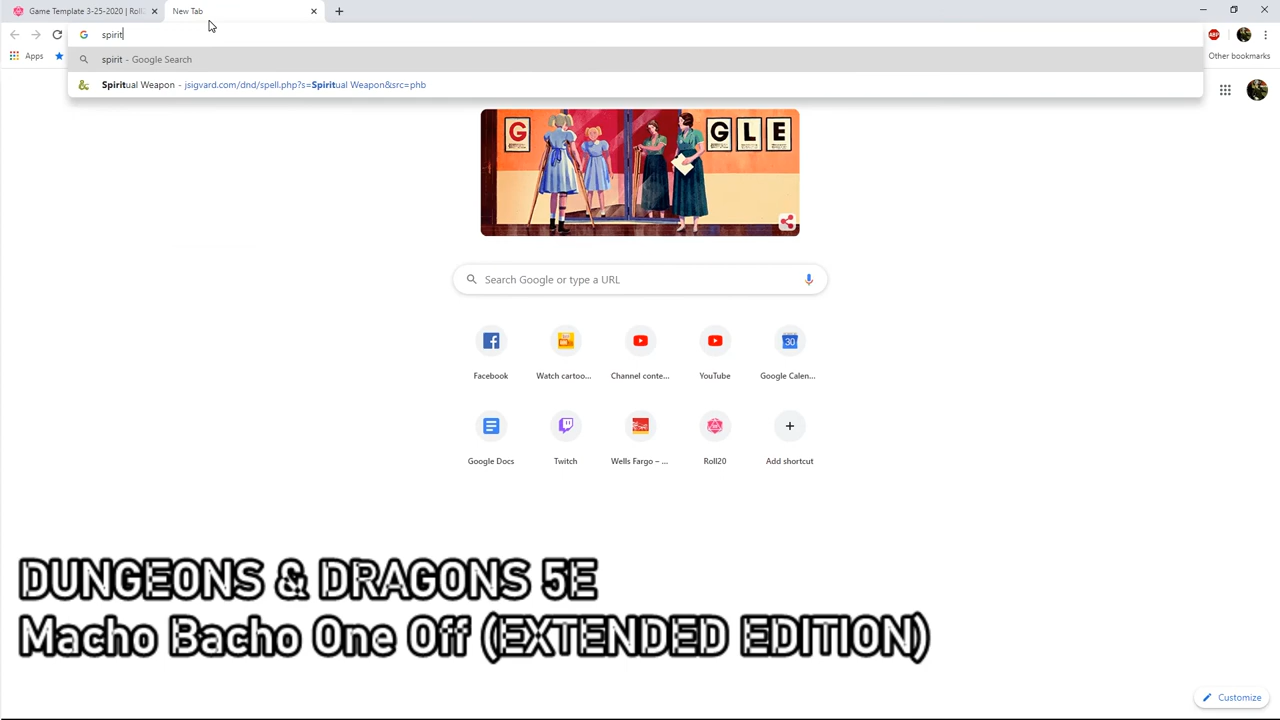 Game Template 3-25-2020 | Roll
New Tab
spirit
spirit - Google Search
Spiritual Weapon - jsigvard.com/dnd/spell.php?s=Spiritual Weapon&src=phb
Apps
Other bookmarks
ABP
G G L E
Search Google or type a URL
Facebook
Watch cartoo...
Channel conte...
YouTube
Google Calen...
30
Google Docs
Twitch
Wells Fargo – ...
Roll20
Add shortcut
DUNGEONS & DRAGONS 5E
Macho Bacho One Off (EXTENDED EDITION)
Customize